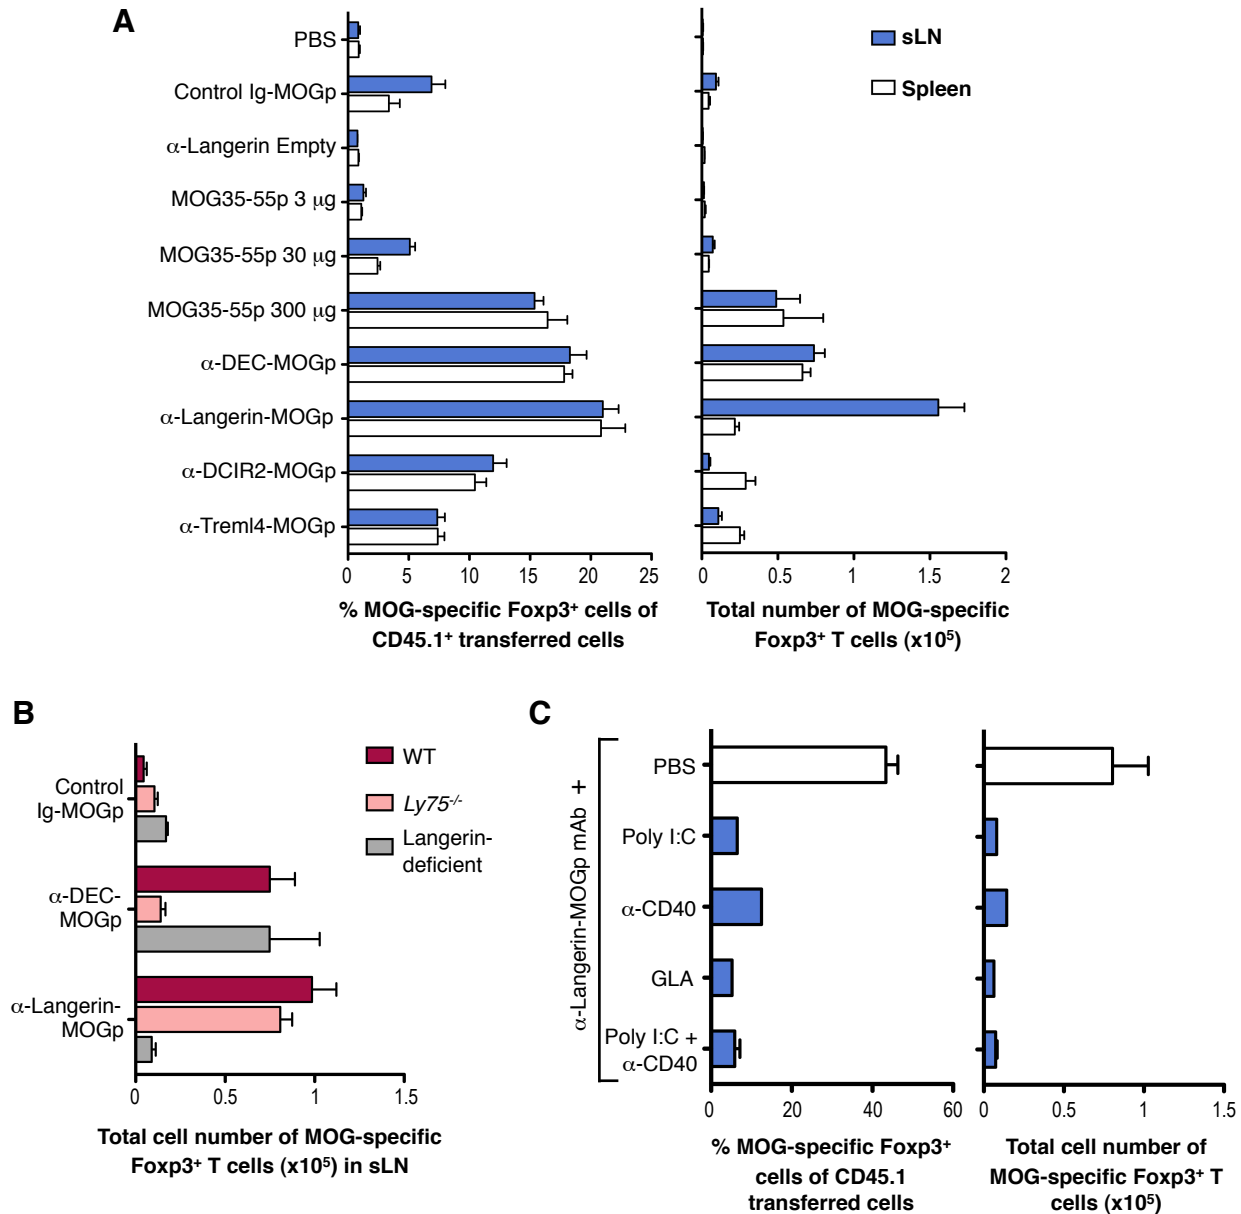 A
PBS
Control Ig-MOGp
α-Langerin Empty
MOG35-55p 3 μg
MOG35-55p 30 μg
MOG35-55p 300 μg
α-DEC-MOGp
α-Langerin-MOGp
α-DCIR2-MOGp
α-Treml4-MOGp
0 5 10 15 20 25
% MOG-specific Foxp3⁺ cells of
CD45.1⁺ transferred cells
sLN
Spleen
0 0.5 1 1.5 2
Total number of MOG-specific
Foxp3⁺ T cells (x10⁵)
B
Control
Ig-MOGp
α-DEC-
MOGp
α-Langerin-
MOGp
WT
Ly75⁻/⁻
Langerin-
deficient
0 0.5 1 1.5
Total cell number of MOG-specific
Foxp3⁺ T cells (x10⁵) in sLN
C
α-Langerin-MOGp mAb +
PBS
Poly I:C
α-CD40
GLA
Poly I:C +
α-CD40
0 20 40 60
% MOG-specific Foxp3⁺
cells of CD45.1
transferred cells
0 0.5 1 1.5
Total cell number of
MOG-specific Foxp3⁺ T
cells (x10⁵)